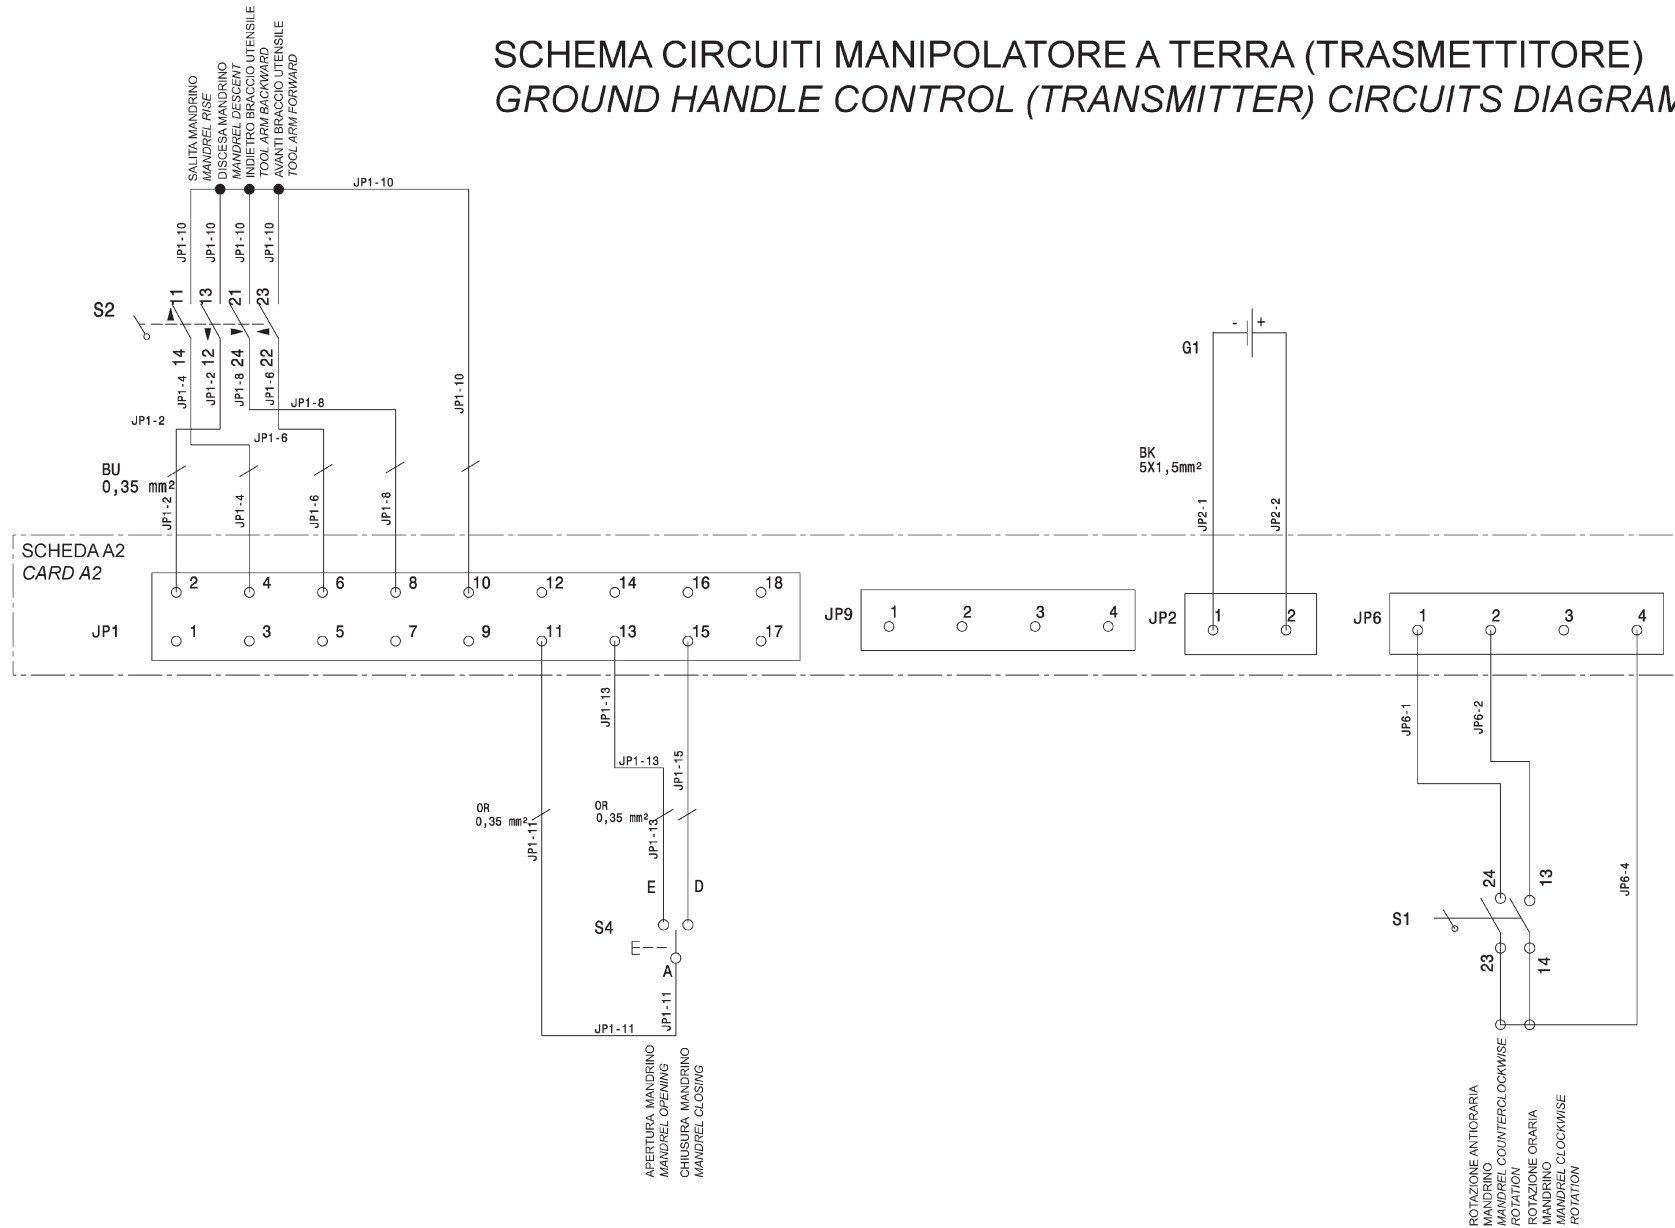 SCHEMA CIRCUITI MANIPOLATORE A TERRA (TRASMETTITORE)
GROUND HANDLE CONTROL (TRANSMITTER) CIRCUITS DIAGRAM
SALITA MANDRINO
MANDREL RISE
DISCESA MANDRINO
MANDREL DESCENT
INDIETRO BRACCIO UTENSILE
TOOL ARM BACKWARD
AVANTI BRACCIO UTENSILE
TOOL ARM FORWARD
JP1-10
JP1-10
JP1-10
JP1-10
JP1-10
S2
11
13
21
23
14
12
24
22
JP1-4
JP1-2
JP1-8
JP1-6
JP1-10
JP1-8
JP1-2
JP1-6
BU
0,35 mm²
JP1-2
JP1-4
JP1-6
JP1-8
G1
-
+
BK
5X1,5mm²
JP2-1
JP2-2
SCHEDA A2
CARD A2
2
4
6
8
10
12
14
16
18
JP1
1
3
5
7
9
11
13
15
17
JP9
1
2
3
4
JP2
1
2
JP6
1
2
3
4
JP1-13
JP1-13
JP1-15
OR
0,35 mm²
JP1-11
OR
0,35 mm²
JP1-13
E
D
S4
A
JP1-11
JP1-11
APERTURA MANDRINO
MANDREL OPENING
CHIUSURA MANDRINO
MANDREL CLOSING
JP6-1
JP6-2
JP6-4
24
13
S1
23
14
ROTAZIONE ANTIORARIA
MANDRINO
MANDREL COUNTERCLOCKWISE
ROTATION
ROTAZIONE ORARIA
MANDRINO
MANDREL CLOCKWISE
ROTATION